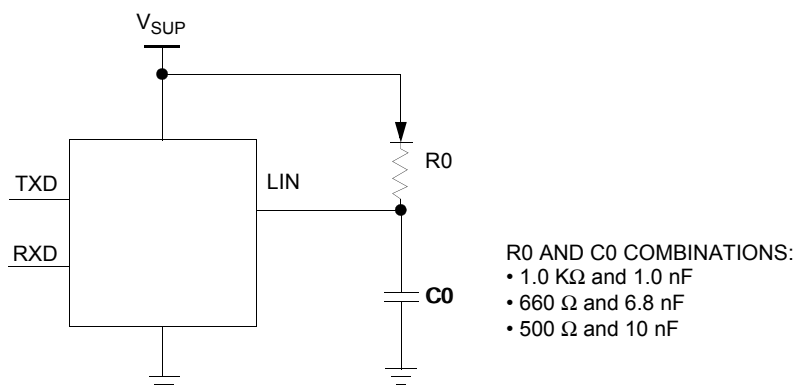 V_SUP
TXD
RXD
LIN
R0
C0
R0 AND C0 COMBINATIONS:
• 1.0 KΩ and 1.0 nF
• 660 Ω and 6.8 nF
• 500 Ω and 10 nF